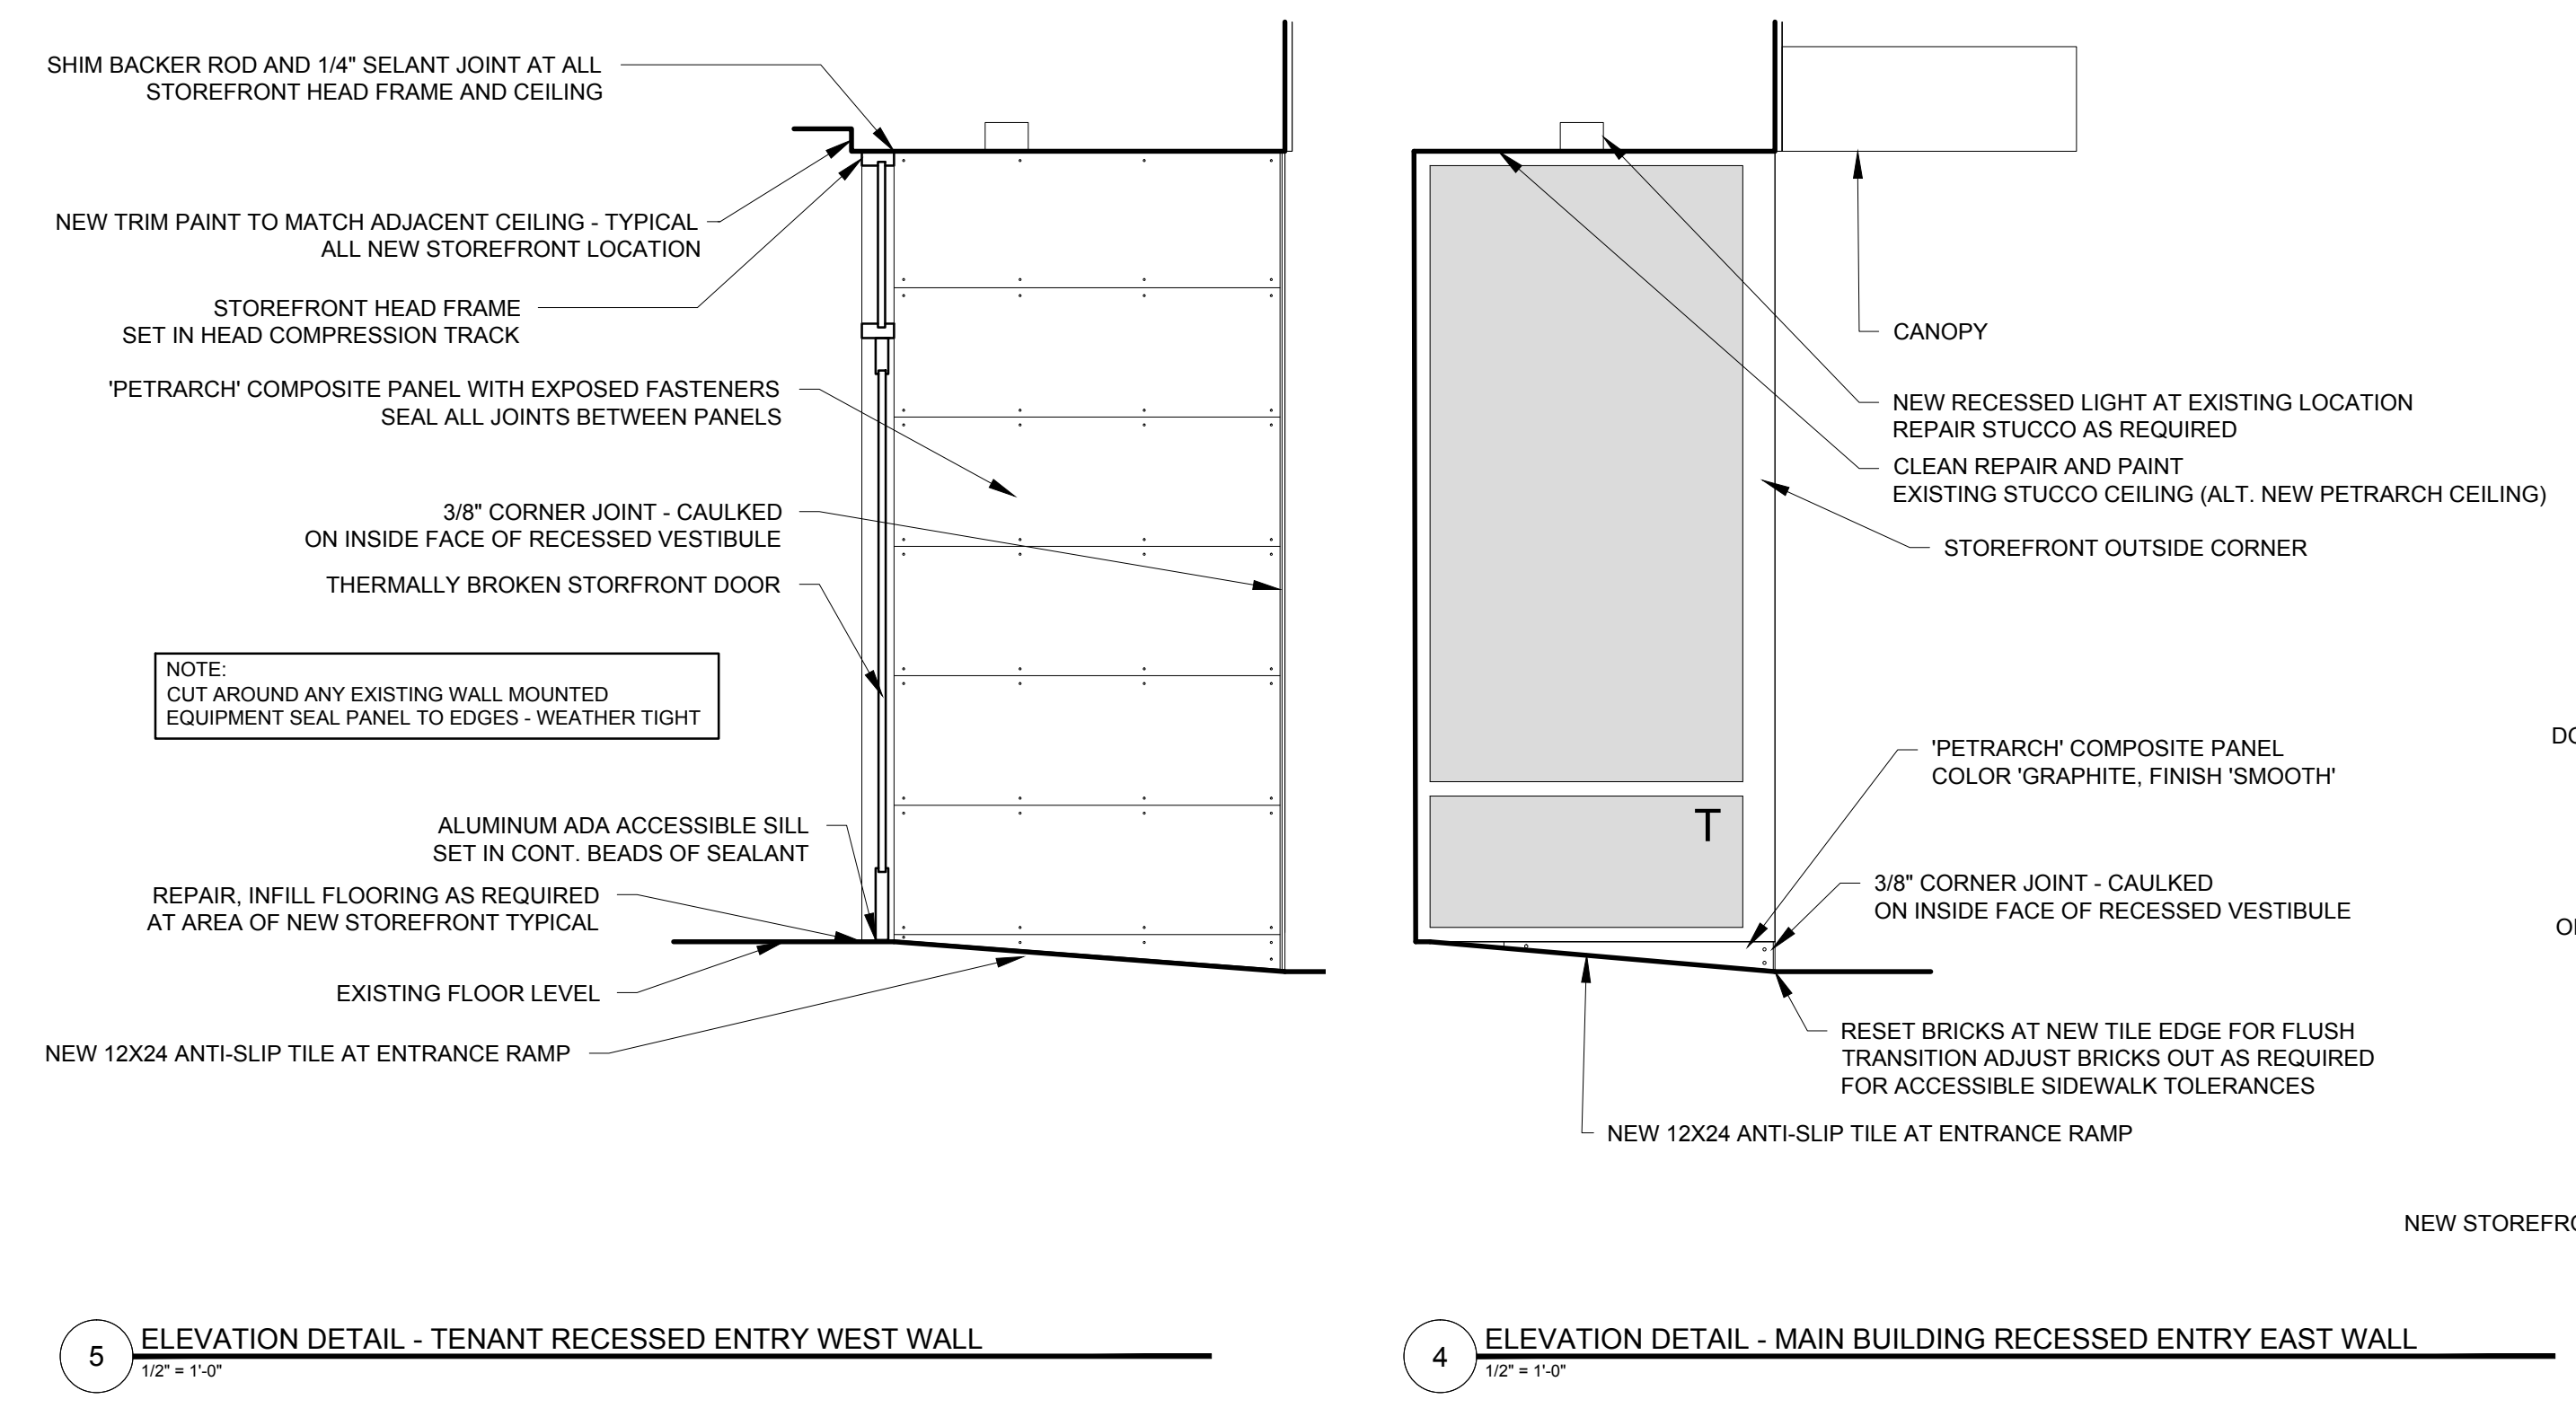 SHIM BACKER ROD AND 1/4" SELANT JOINT AT ALL
STOREFRONT HEAD FRAME AND CEILING
NEW TRIM PAINT TO MATCH ADJACENT CEILING - TYPICAL
ALL NEW STOREFRONT LOCATION
STOREFRONT HEAD FRAME
SET IN HEAD COMPRESSION TRACK
'PETRARCH' COMPOSITE PANEL WITH EXPOSED FASTENERS
SEAL ALL JOINTS BETWEEN PANELS
3/8" CORNER JOINT - CAULKED
ON INSIDE FACE OF RECESSED VESTIBULE
THERMALLY BROKEN STORFRONT DOOR
NOTE:
CUT AROUND ANY EXISTING WALL MOUNTED
EQUIPMENT SEAL PANEL TO EDGES - WEATHER TIGHT
ALUMINUM ADA ACCESSIBLE SILL
SET IN CONT. BEADS OF SEALANT
REPAIR, INFILL FLOORING AS REQUIRED
AT AREA OF NEW STOREFRONT TYPICAL
EXISTING FLOOR LEVEL
NEW 12X24 ANTI-SLIP TILE AT ENTRANCE RAMP
5
ELEVATION DETAIL - TENANT RECESSED ENTRY WEST WALL
1/2" = 1'-0"
CANOPY
NEW RECESSED LIGHT AT EXISTING LOCATION
REPAIR STUCCO AS REQUIRED
CLEAN REPAIR AND PAINT
EXISTING STUCCO CEILING (ALT. NEW PETRARCH CEILING)
STOREFRONT OUTSIDE CORNER
'PETRARCH' COMPOSITE PANEL
COLOR 'GRAPHITE, FINISH 'SMOOTH'
T
3/8" CORNER JOINT - CAULKED
ON INSIDE FACE OF RECESSED VESTIBULE
RESET BRICKS AT NEW TILE EDGE FOR FLUSH
TRANSITION ADJUST BRICKS OUT AS REQUIRED
FOR ACCESSIBLE SIDEWALK TOLERANCES
NEW 12X24 ANTI-SLIP TILE AT ENTRANCE RAMP
4
ELEVATION DETAIL - MAIN BUILDING RECESSED ENTRY EAST WALL
1/2" = 1'-0"
NEW